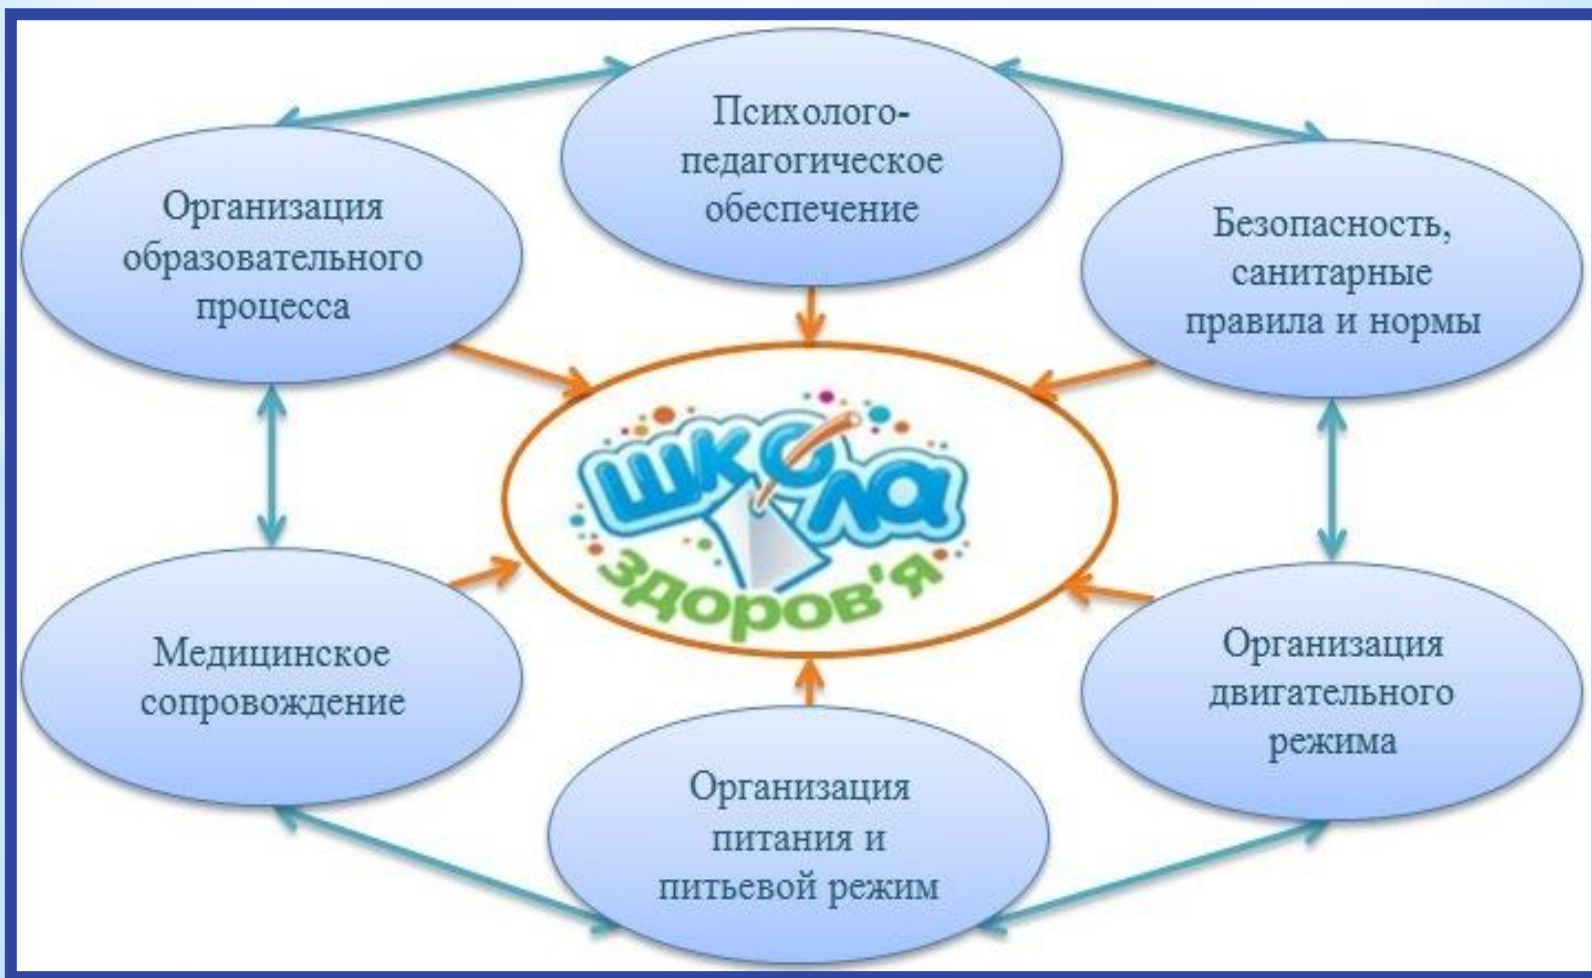 Психолого-
педагогическое
обеспечение
Организация
образовательного
процесса
Безопасность,
санитарные
правила и нормы
школа
здоров'я
Медицинское
сопровождение
Организация
двигательного
режима
Организация
питания и
питьевой режим